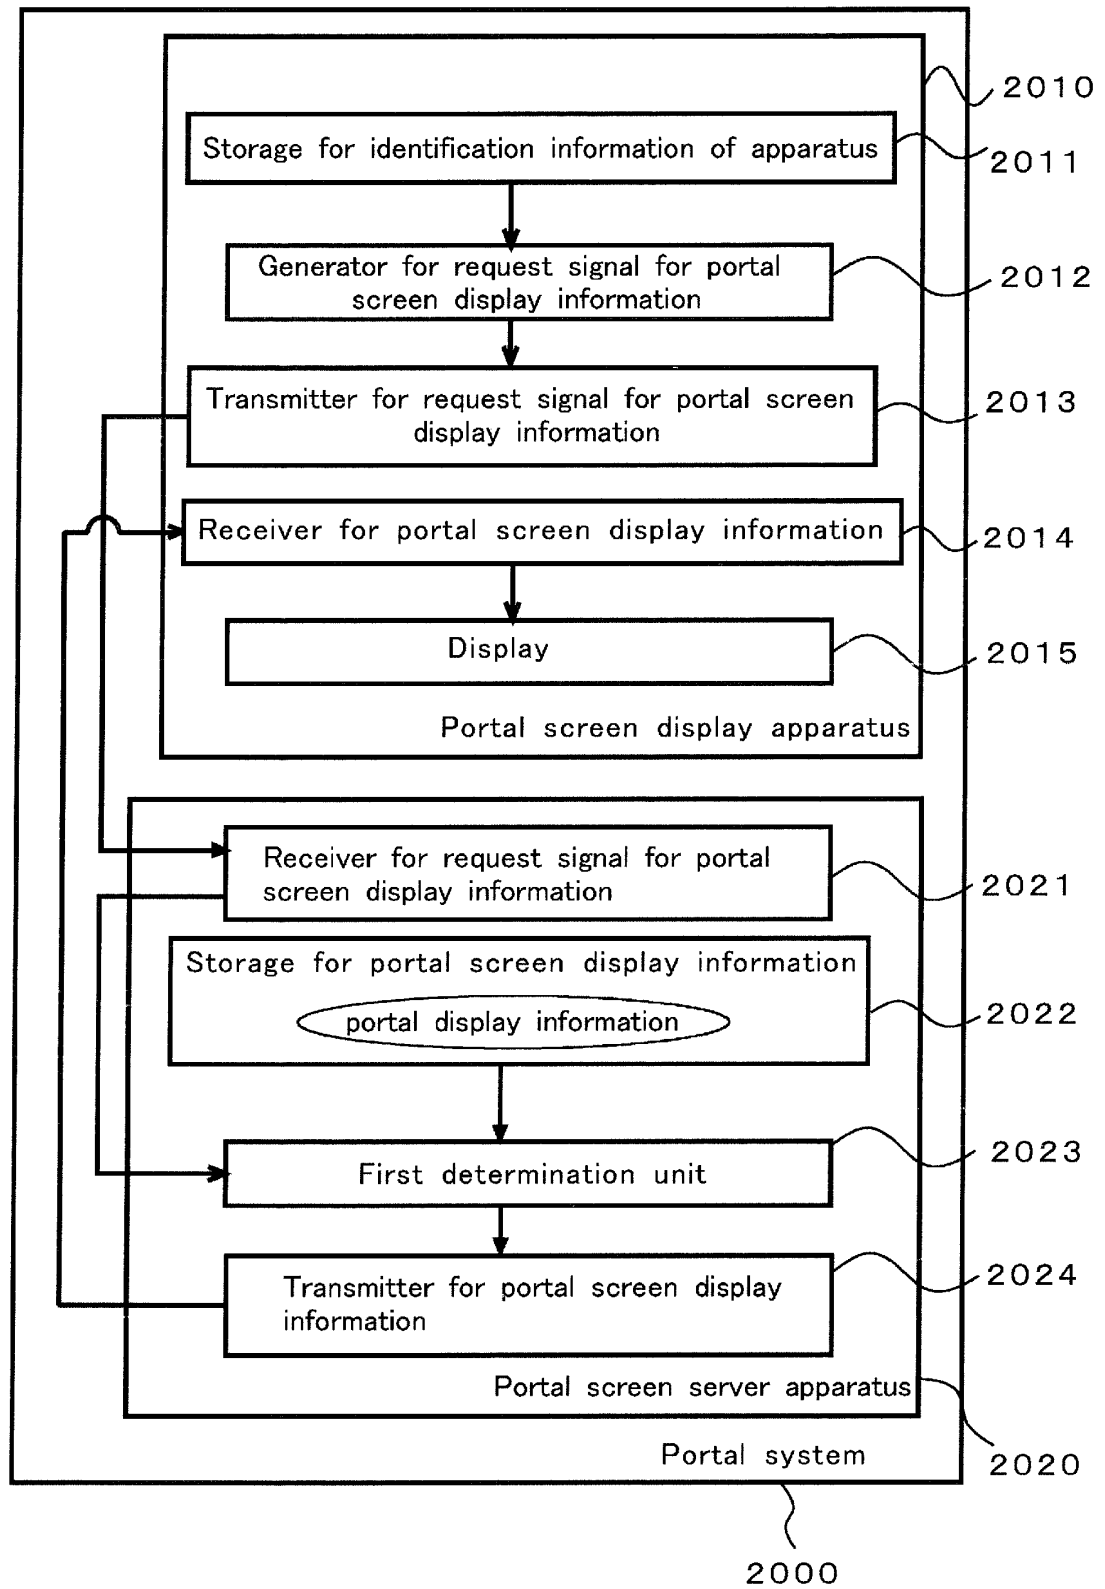 2010
Storage for identification information of apparatus
2011
Generator for request signal for portal
screen display information
2012
Transmitter for request signal for portal screen
display information
2013
Receiver for portal screen display information
2014
Display
2015
Portal screen display apparatus
Receiver for request signal for portal
screen display information
2021
Storage for portal screen display information
portal display information
2022
First determination unit
2023
Transmitter for portal screen display
information
2024
Portal screen server apparatus
Portal system
2020
2000